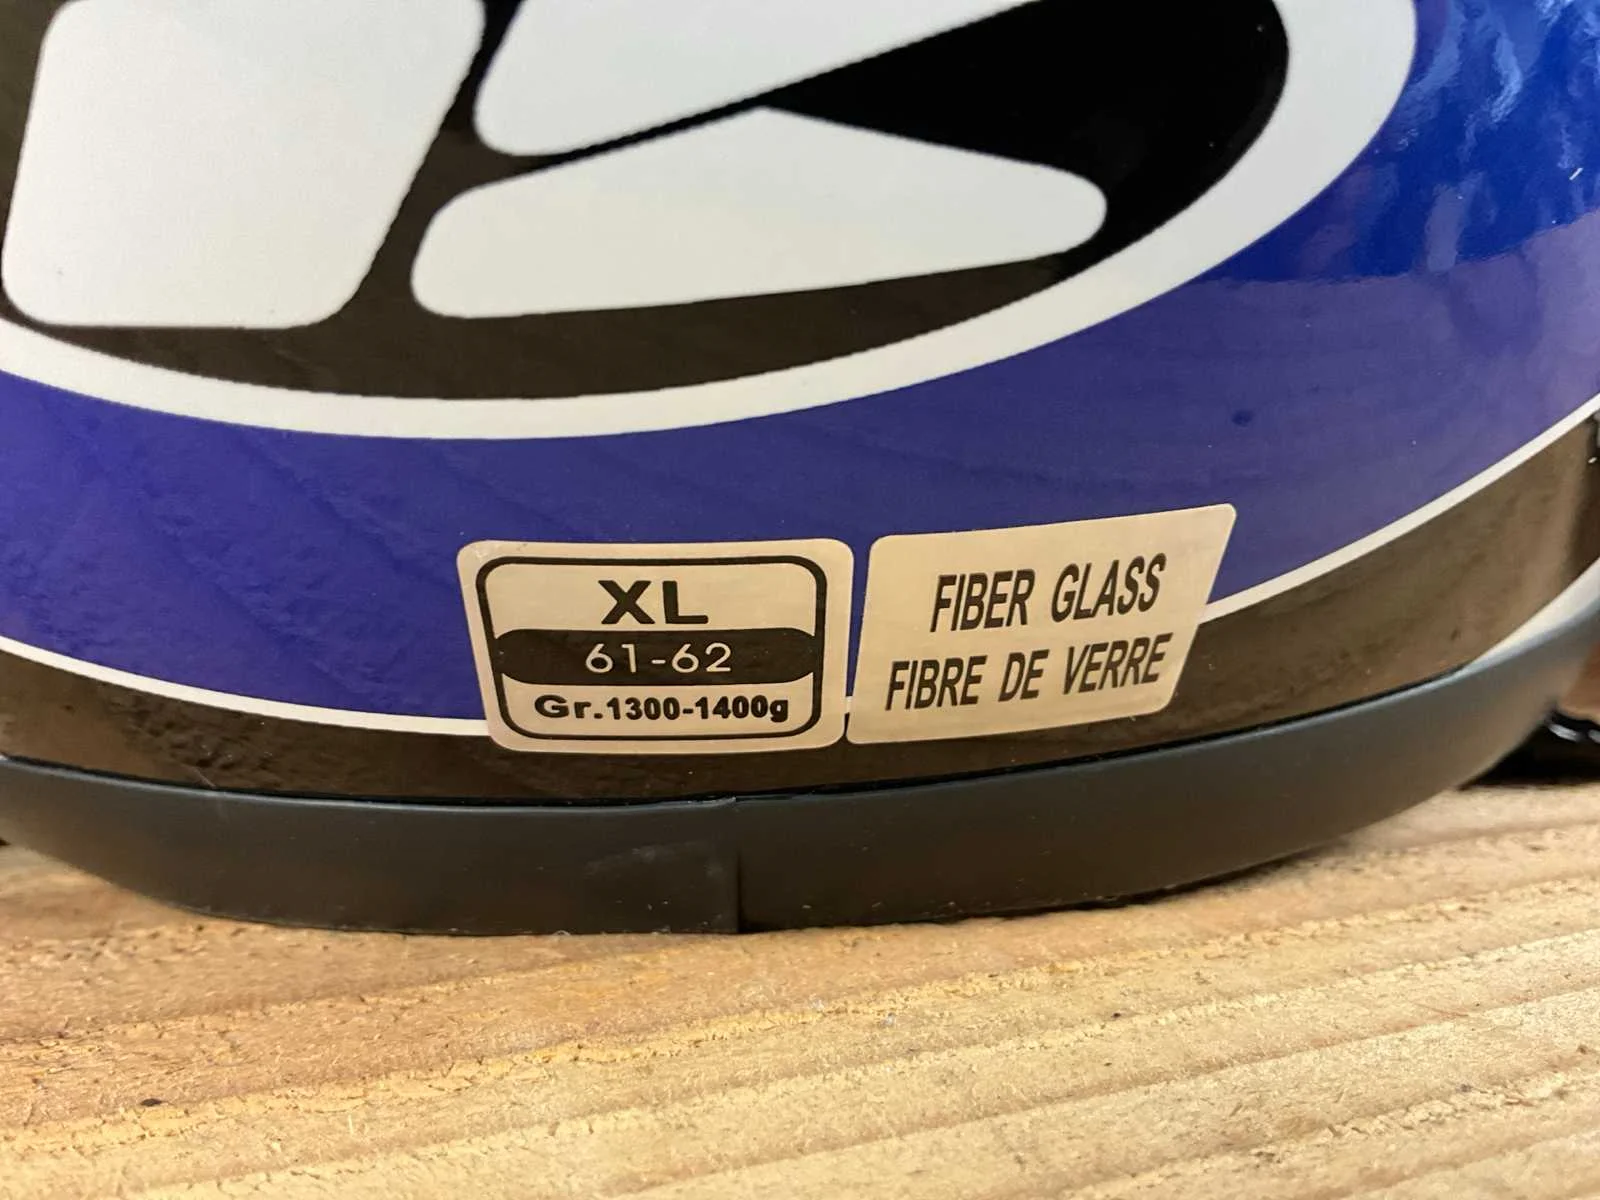 XL
61-62
Gr.1300-1400g
FIBER GLASS
FIBRE DE VERRE